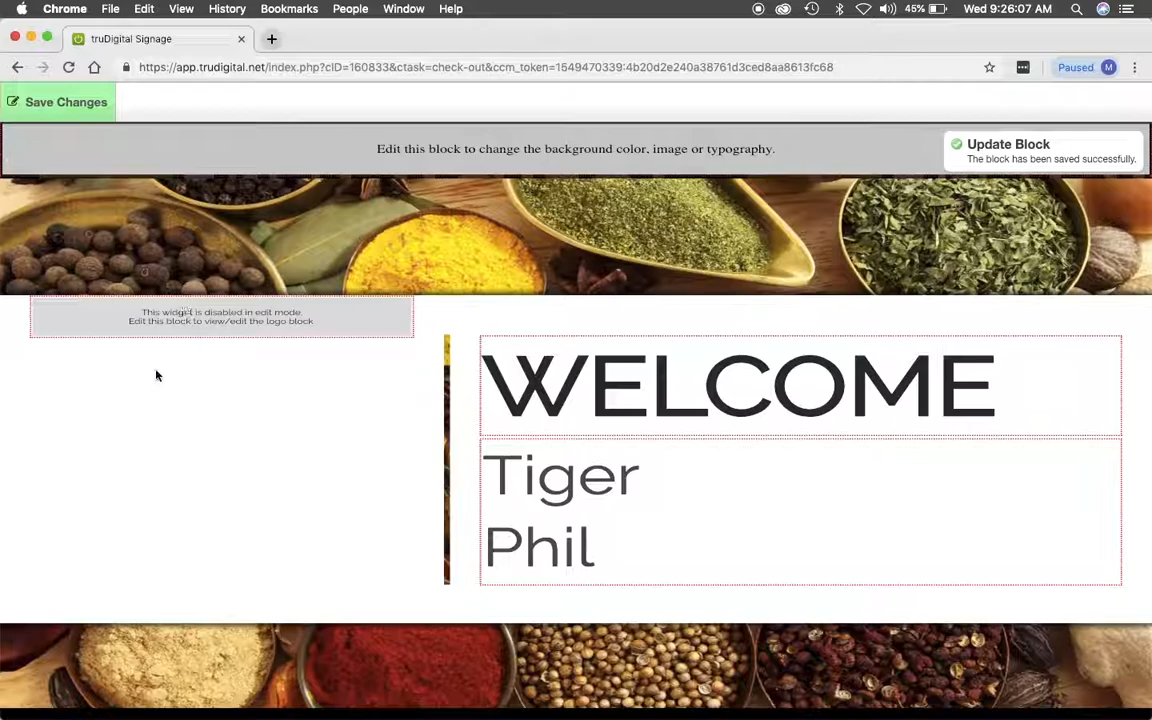 Chrome File Edit View History Bookmarks People Window Help 45% Wed 9:26:07 AM
truDigital Signage
https://app.trudigital.net/index.php?cID=160833&ctask=check-out&ccm_token=1549470339:4b20d2e240a38761d3ced8aa8613fc68 Paused M
Save Changes
Edit this block to change the background color, image or typography.
Update Block
The block has been saved successfully.
This widget is disabled in edit mode.
Edit this block to view/edit the logo block
WELCOME
Tiger
Phil